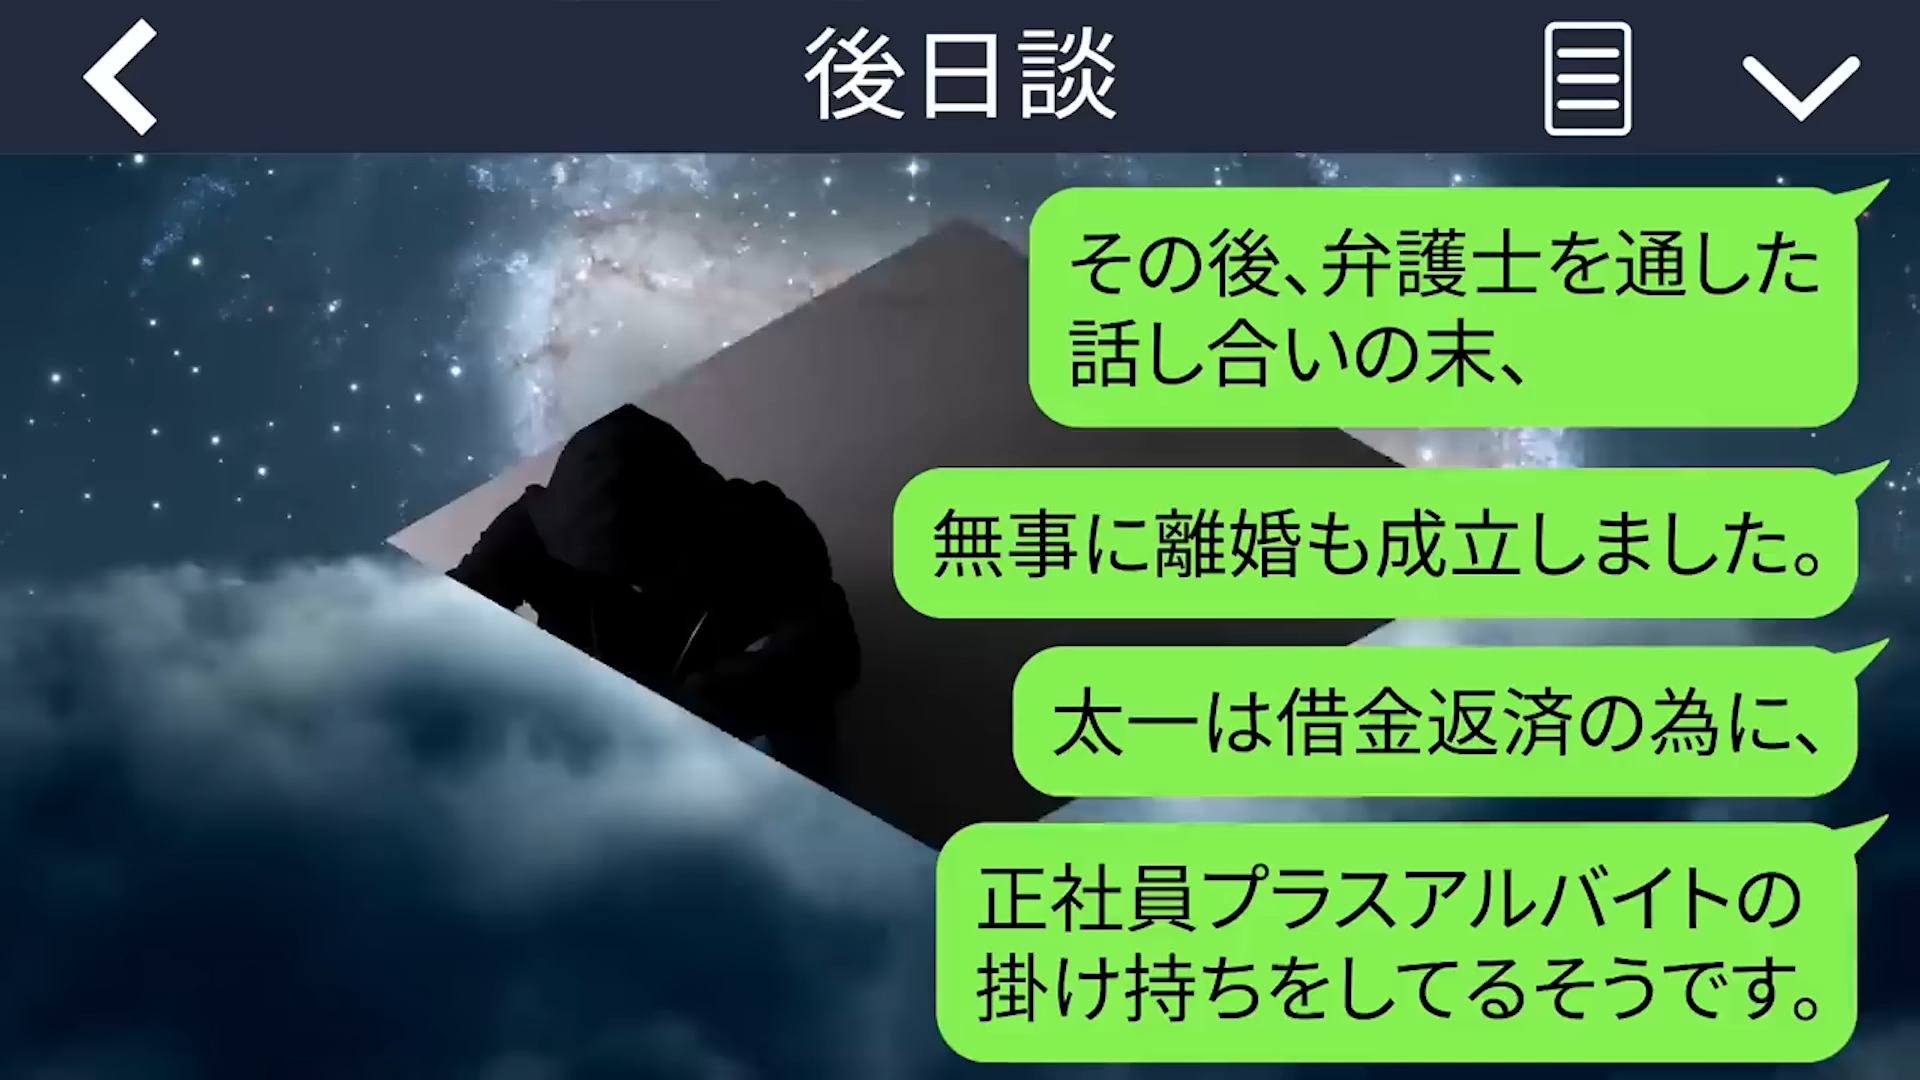 後日談
その後、弁護士を通した
話し合いの末、
無事に離婚も成立しました。
太一は借金返済の為に、
正社員プラスアルバイトの
掛け持ちをしてるそうです。